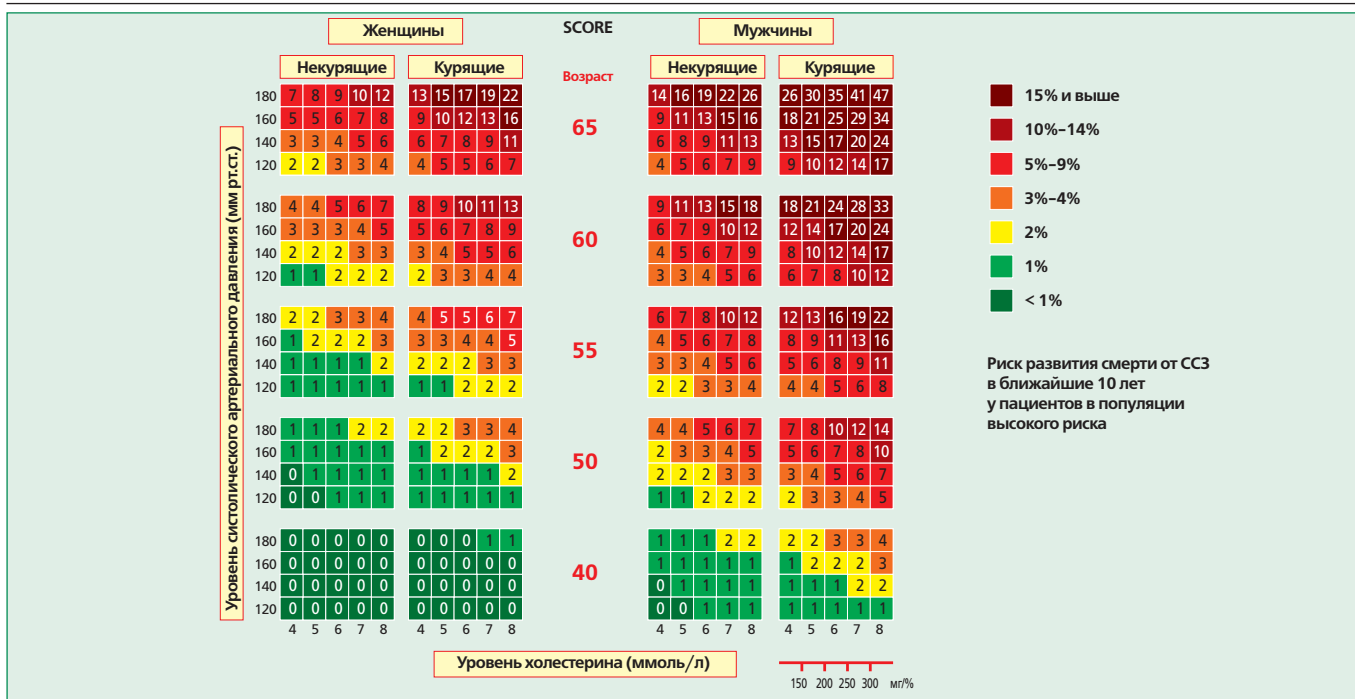 Женщины SCORE Мужчины
Некурящие Курящие Возраст Некурящие Курящие
180 7 8 9 10 12 13 15 17 19 22 14 16 19 22 26 26 30 35 41 47
160 5 5 6 7 8 9 10 12 13 16 9 11 13 15 16 18 21 25 29 34
65
140 3 3 4 5 6 6 7 8 9 11 6 8 9 11 13 13 15 17 20 24
120 2 2 3 3 4 4 5 5 6 7 4 5 6 7 9 9 10 12 14 17
180 4 4 5 6 7 8 9 10 11 13 9 11 13 15 18 18 21 24 28 33
160 3 3 3 4 5 5 6 7 8 9 6 7 9 10 12 12 14 17 20 24
60
140 2 2 2 3 3 3 4 5 5 6 4 5 6 7 9 8 10 12 14 17
120 1 1 2 2 2 2 3 3 4 4 3 3 4 5 6 6 7 8 10 12
180 2 2 3 3 4 4 5 5 6 7 6 7 8 10 12 12 13 16 19 22
160 1 2 2 2 3 3 3 4 4 5 4 5 6 7 8 8 9 11 13 16
55
140 1 1 1 1 2 2 2 2 3 3 3 3 4 5 6 5 6 8 9 11
120 1 1 1 1 1 1 1 2 2 2 2 2 3 3 4 4 4 5 6 8
180 1 1 1 2 2 2 2 3 3 4 4 4 5 6 7 7 8 10 12 14
160 1 1 1 1 1 1 2 2 2 3 2 3 3 4 5 5 6 7 8 10
50
140 0 1 1 1 1 1 1 1 1 2 2 2 2 3 3 3 4 5 6 7
120 0 0 1 1 1 1 1 1 1 1 1 1 2 2 2 2 3 3 4 5
180 0 0 0 0 0 0 0 0 1 1 1 1 1 2 2 2 2 3 3 4
160 0 0 0 0 0 0 0 0 0 0 1 1 1 1 1 1 2 2 2 3
40
140 0 0 0 0 0 0 0 0 0 0 0 1 1 1 1 1 1 1 2 2
120 0 0 0 0 0 0 0 0 0 0 0 0 1 1 1 1 1 1 1 1
4 5 6 7 8 4 5 6 7 8 4 5 6 7 8 4 5 6 7 8
Уровень систолического артериального давления (мм рт.ст.)
Уровень холестерина (ммоль/л)
150 200 250 300 мг/%
15% и выше
10%–14%
5%–9%
3%–4%
2%
1%
< 1%
Риск развития смерти от ССЗ
в ближайшие 10 лет
у пациентов в популяции
высокого риска